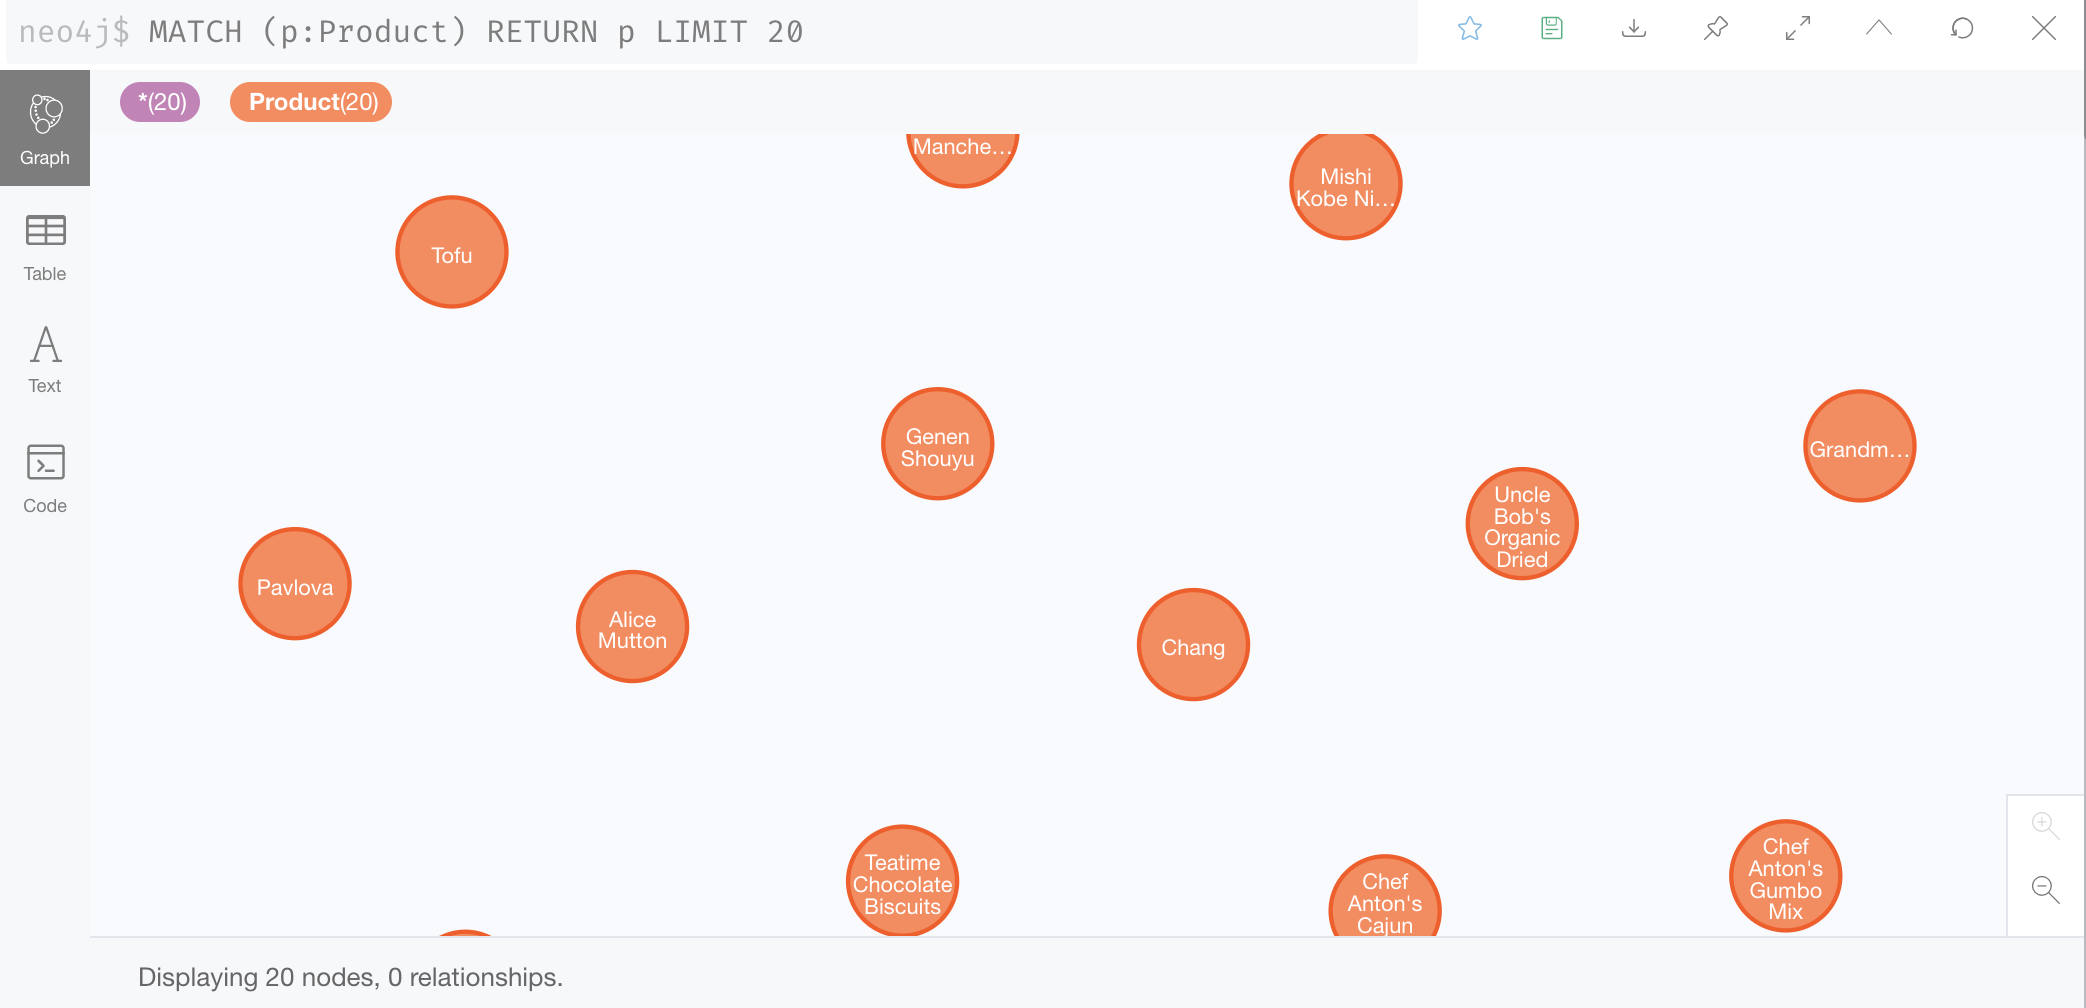 neo4j$ MATCH (p:Product) RETURN p LIMIT 20
*(20) Product(20)
Graph
Table
Text
Code
Manche...
Mishi
Kobe Ni...
Tofu
Genen
Shouyu
Grandm...
Uncle
Bob's
Organic
Dried
Pavlova
Alice
Mutton
Chang
Teatime
Chocolate
Biscuits
Chef
Anton's
Cajun
Chef
Anton's
Gumbo
Mix
Displaying 20 nodes, 0 relationships.